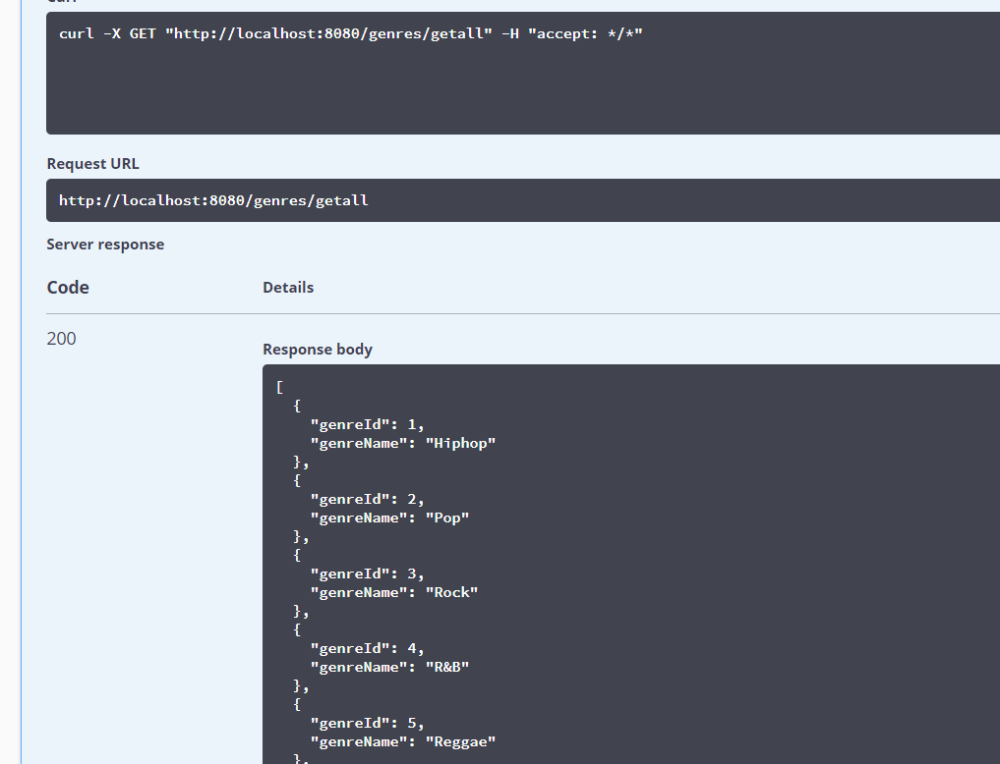 curl -X GET "http://localhost:8080/genres/getall" -H "accept: */*"
Request URL
http://localhost:8080/genres/getall
Server response
Code Details
200
Response body
[
  {
    "genreId": 1,
    "genreName": "Hiphop"
  },
  {
    "genreId": 2,
    "genreName": "Pop"
  },
  {
    "genreId": 3,
    "genreName": "Rock"
  },
  {
    "genreId": 4,
    "genreName": "R&B"
  },
  {
    "genreId": 5,
    "genreName": "Reggae"
  },